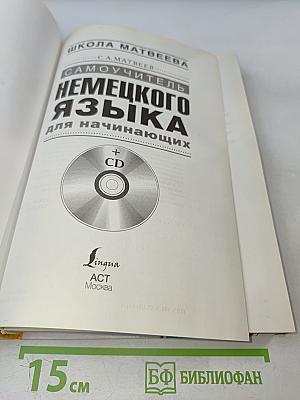 ШКОЛА МАТВЕЕВА
С.А. МАТВЕЕВ
САМОУЧИТЕЛЬ
НЕМЕЦКОГО
ЯЗЫКА
для начинающих
+
CD
Lingua
АСТ
Москва
15 см
БФ БИБЛИОФАН